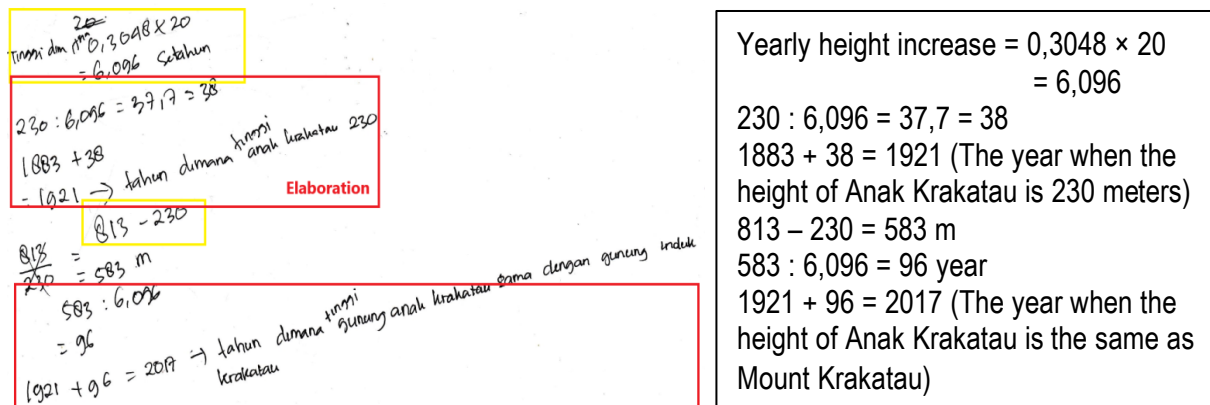 20
Tinggi dlm 1 thn 0,3048 × 20
= 6,096 Setahun
230 : 6,096 = 37,7 = 38
1883 + 38
= 1921 → tahun dimana tinggi anak krakatau 230
Elaboration
813 - 230
813 =
230 = 583 m
583 : 6,096
= 96
1921 + 96 = 2017 → tahun dimana tinggi gunung anak krakatau sama dengan gunung induk
krakatau
Yearly height increase = 0,3048 × 20
= 6,096
230 : 6,096 = 37,7 = 38
1883 + 38 = 1921 (The year when the
height of Anak Krakatau is 230 meters)
813 – 230 = 583 m
583 : 6,096 = 96 year
1921 + 96 = 2017 (The year when the
height of Anak Krakatau is the same as
Mount Krakatau)